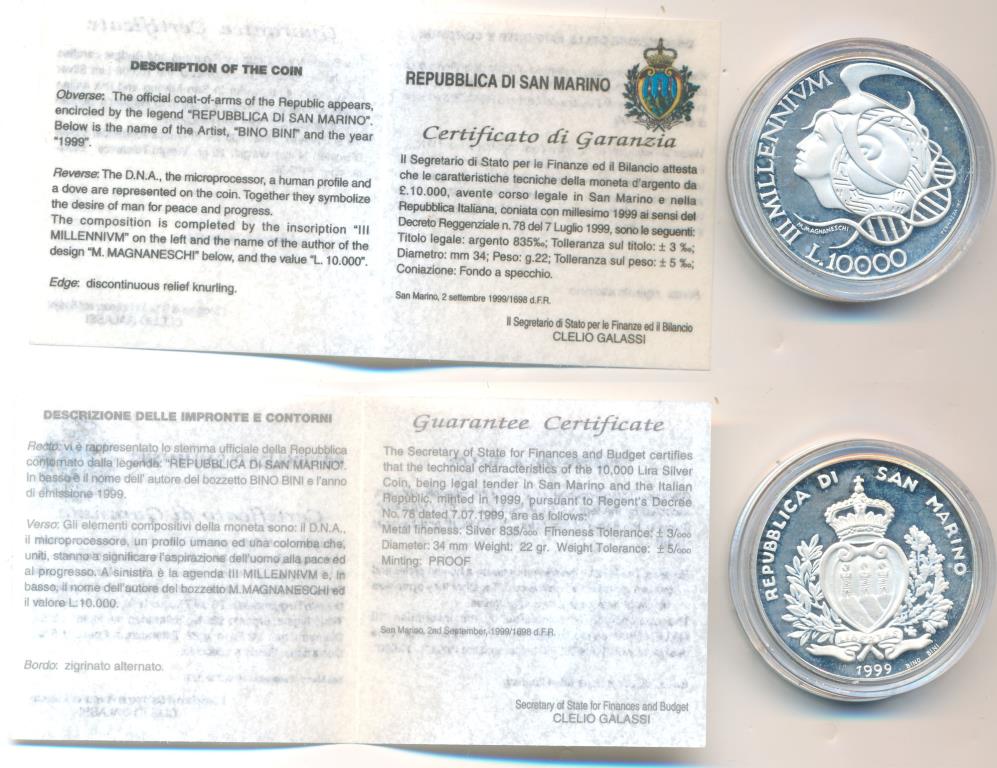 DESCRIPTION OF THE COIN
Obverse: The official coat-of-arms of the Republic appears,
encircled by the legend "REPUBBLICA DI SAN MARINO".
Below is the name of the Artist, "BINO BINI" and the year
"1999".
Reverse: The D.N.A., the microprocessor, a human profile and
a dove are represented on the coin. Together they symbolize
the desire of man for peace and progress.
The composition is completed by the inscription "III
MILLENNIVM" on the left and the name of the author of the
design "M. MAGNANESCHI" below, and the value "L. 10.000".
Edge: discontinuous relief knurling.
REPUBBLICA DI SAN MARINO
Certificato di Garanzia
Il Segretario di Stato per le Finanze ed il Bilancio attesta
che le caratteristiche tecniche della moneta d'argento da
£.10.000, avente corso legale in San Marino e nella
Repubblica Italiana, coniata con millesimo 1999 ai sensi del
Decreto Reggenziale n. 78 del 7 Luglio 1999, sono le seguenti:
Titolo legale: argento 835‰; Tolleranza sul titolo: ± 3 ‰;
Diametro: mm 34; Peso: g.22; Tolleranza sul peso: ± 5 ‰;
Coniazione: Fondo a specchio.
San Marino, 2 settembre 1999/1698 d.F.R.
Il Segretario di Stato per le Finanze ed il Bilancio
CLELIO GALASSI
III MILLENNIVM
M.MAGNANESCHI
L.10000
DESCRIZIONE DELLE IMPRONTE E CONTORNI
Recto: vi è rappresentato lo stemma ufficiale della Repubblica
contornato dalla legenda: "REPUBBLICA DI SAN MARINO".
In basso è il nome dell' autore del bozzetto BINO BINI e l'anno
di emissione 1999.
Verso: Gli elementi compositivi della moneta sono: il D.N.A.,
il microprocessore, un profilo umano ed una colomba che,
uniti, stanno a significare l'aspirazione dell'uomo alla pace ed
al progresso. A sinistra è la agenda III MILLENNIVM e, in
basso, il nome dell'autore del bozzetto M.MAGNANESCHI ed
il valore L.10.000.
Bordo: zigrinato alternato.
Guarantee Certificate
The Secretary of State for Finances and Budget certifies
that the technical characteristics of the 10,000 Lira Silver
Coin, being legal tender in San Marino and the Italian
Republic, minted in 1999, pursuant to Regent's Decree
No. 78 dated 7.07.1999, are as follows:
Metal fineness: Silver 835/₀₀₀ Fineness Tolerance: ± 3/₀₀₀
Diameter: 34 mm Weight: 22 gr. Weight Tolerance: ± 5/₀₀₀
Minting: PROOF
San Marino, 2nd September, 1999/1698 d.F.R.
Secretary of State for Finances and Budget
CLELIO GALASSI
REPUBBLICA DI SAN MARINO
1999
BINO BINI